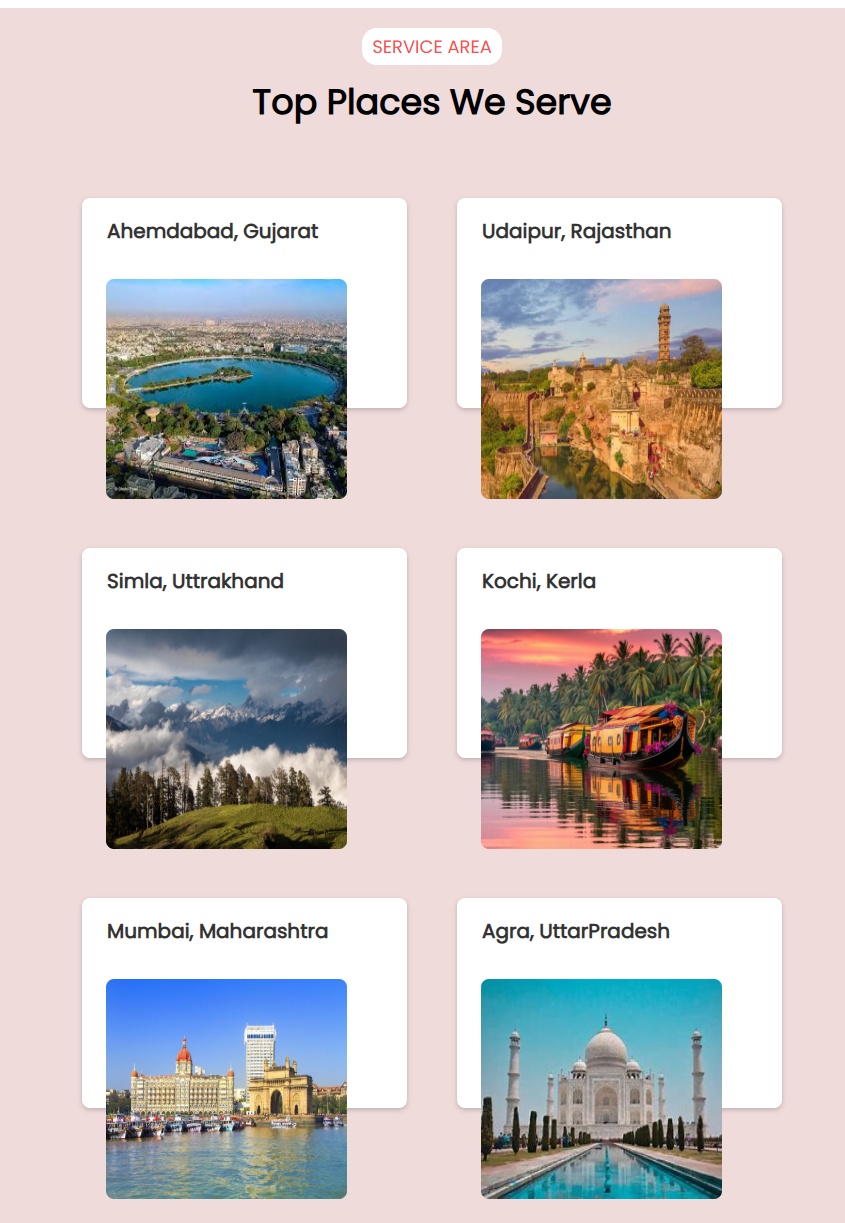 SERVICE AREA
Top Places We Serve
Ahemdabad, Gujarat
Udaipur, Rajasthan
Simla, Uttrakhand
Kochi, Kerla
Mumbai, Maharashtra
Agra, UttarPradesh